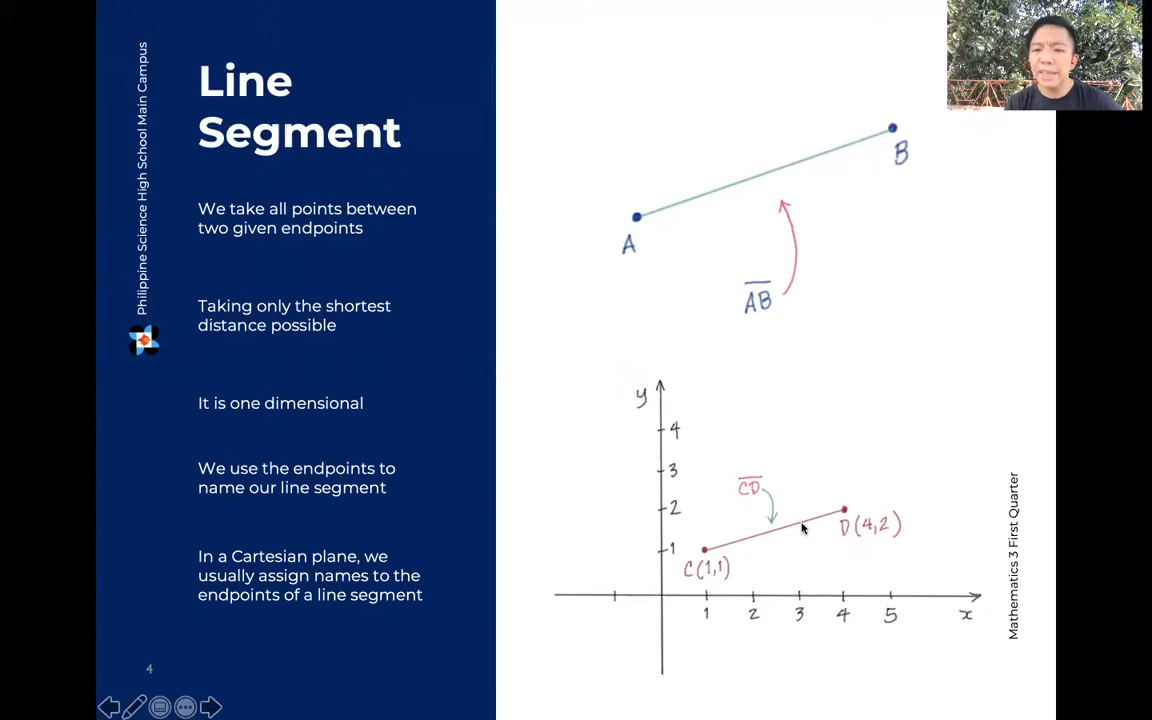 Philippine Science High School Main Campus
Line
Segment
We take all points between
two given endpoints
Taking only the shortest
distance possible
It is one dimensional
We use the endpoints to
name our line segment
In a Cartesian plane, we
usually assign names to the
endpoints of a line segment
4
B
A
AB
y
4
3
2
1
CD
D(4,2)
C(1,1)
1 2 3 4 5 x
Mathematics 3 First Quarter